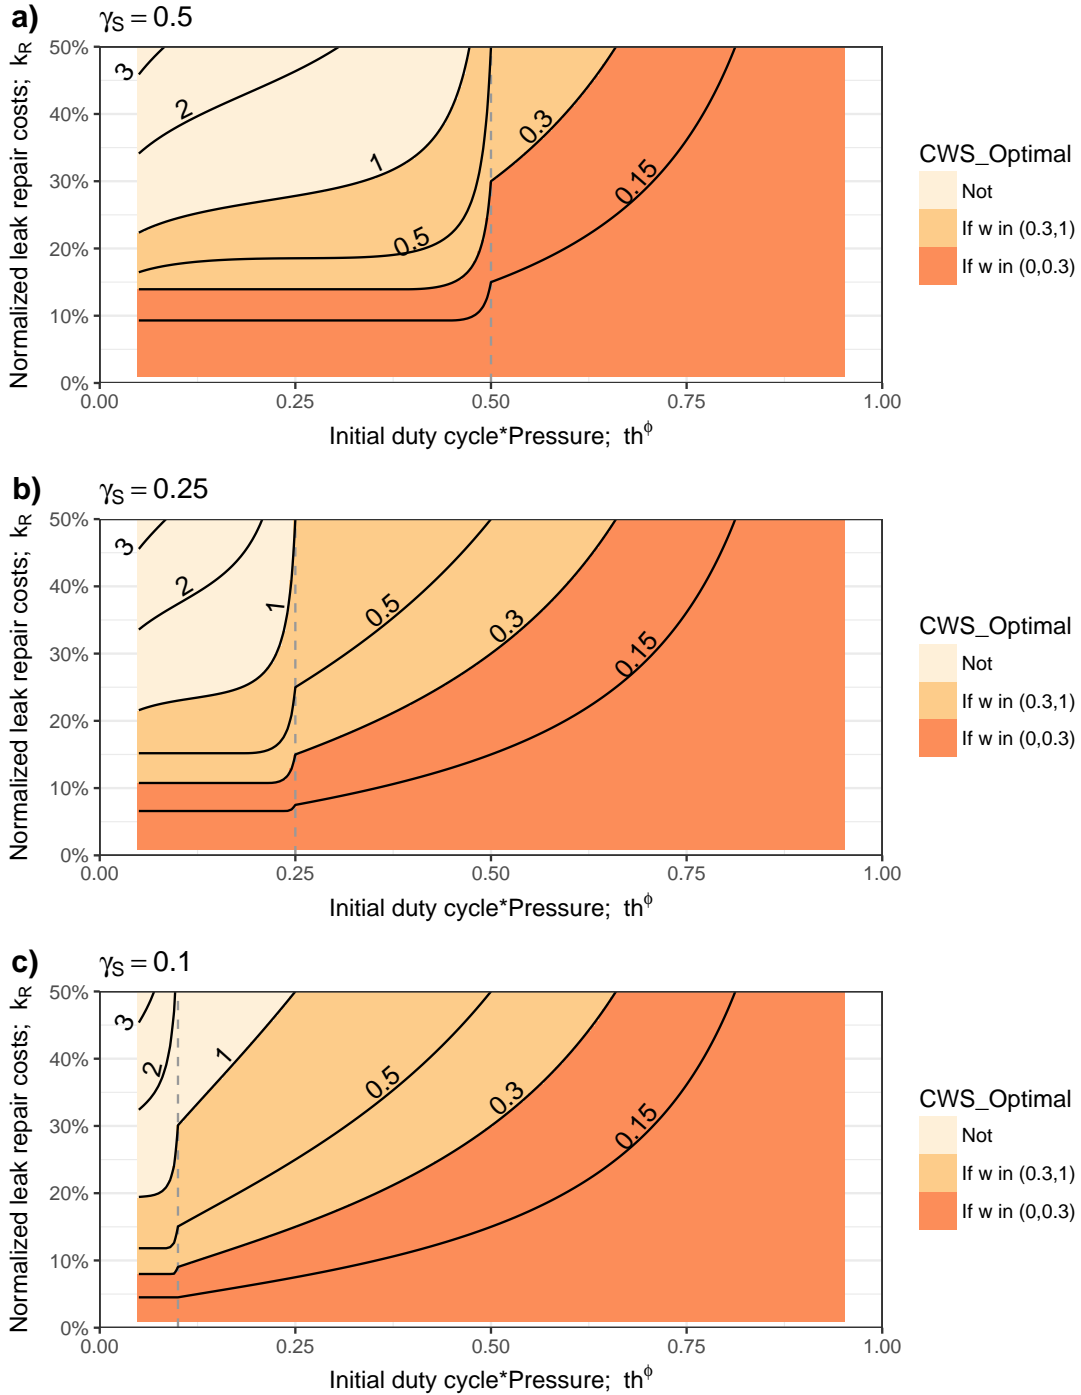 a) γS = 0.5
Normalized leak repair costs; kR
50%
40%
30%
20%
10%
0%
3
2
1
0.5
0.3
0.15
0.00 0.25 0.50 0.75 1.00
Initial duty cycle*Pressure; th^ϕ
CWS_Optimal
Not
If w in (0.3,1)
If w in (0,0.3)
b) γS = 0.25
Normalized leak repair costs; kR
50%
40%
30%
20%
10%
0%
3
2
1
0.5
0.3
0.15
0.00 0.25 0.50 0.75 1.00
Initial duty cycle*Pressure; th^ϕ
CWS_Optimal
Not
If w in (0.3,1)
If w in (0,0.3)
c) γS = 0.1
Normalized leak repair costs; kR
50%
40%
30%
20%
10%
0%
3
2
1
0.5
0.3
0.15
0.00 0.25 0.50 0.75 1.00
Initial duty cycle*Pressure; th^ϕ
CWS_Optimal
Not
If w in (0.3,1)
If w in (0,0.3)